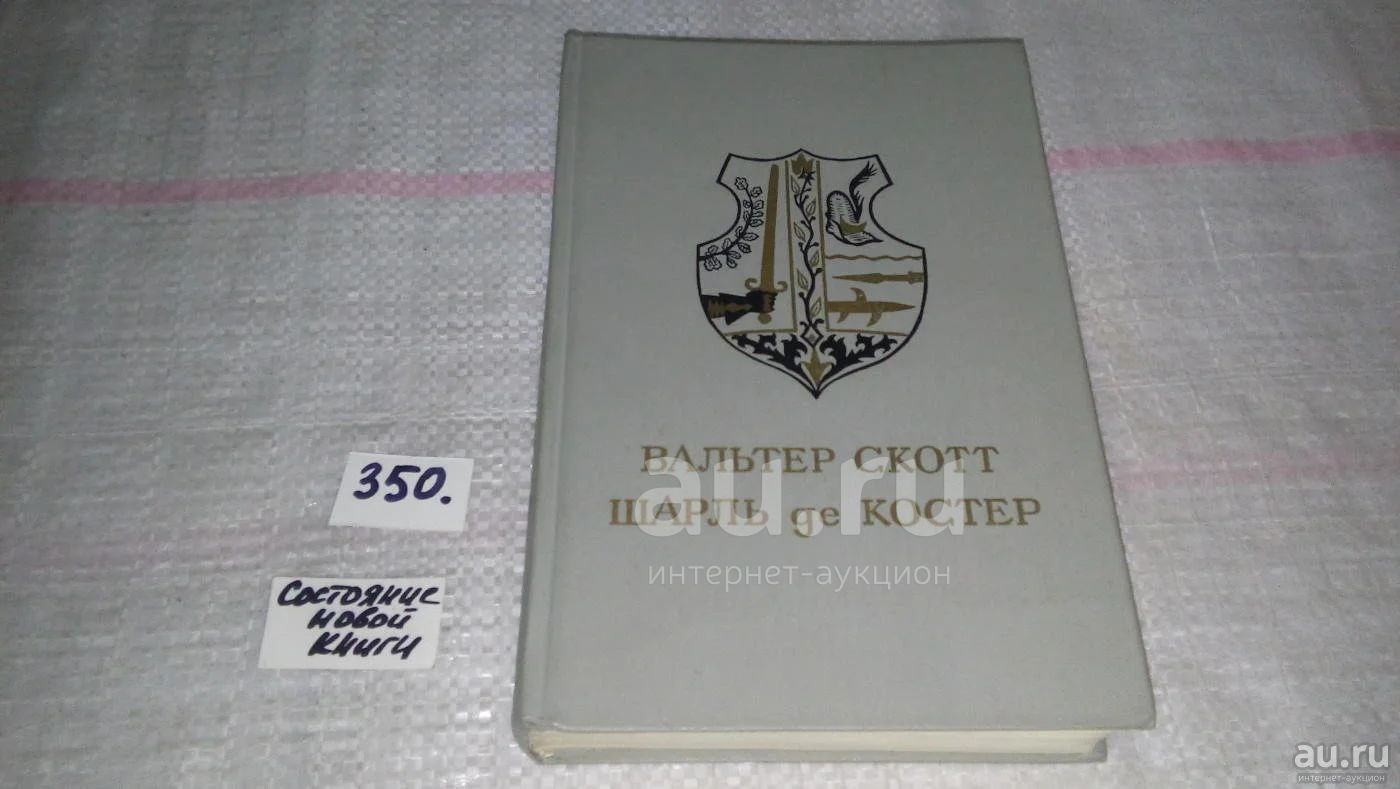 ВАЛЬТЕР СКОТТ
ШАРЛЬ де КОСТЕР
au.ru
интернет-аукцион
350.
Состояние
новой
книги
au.ru
интернет-аукцион